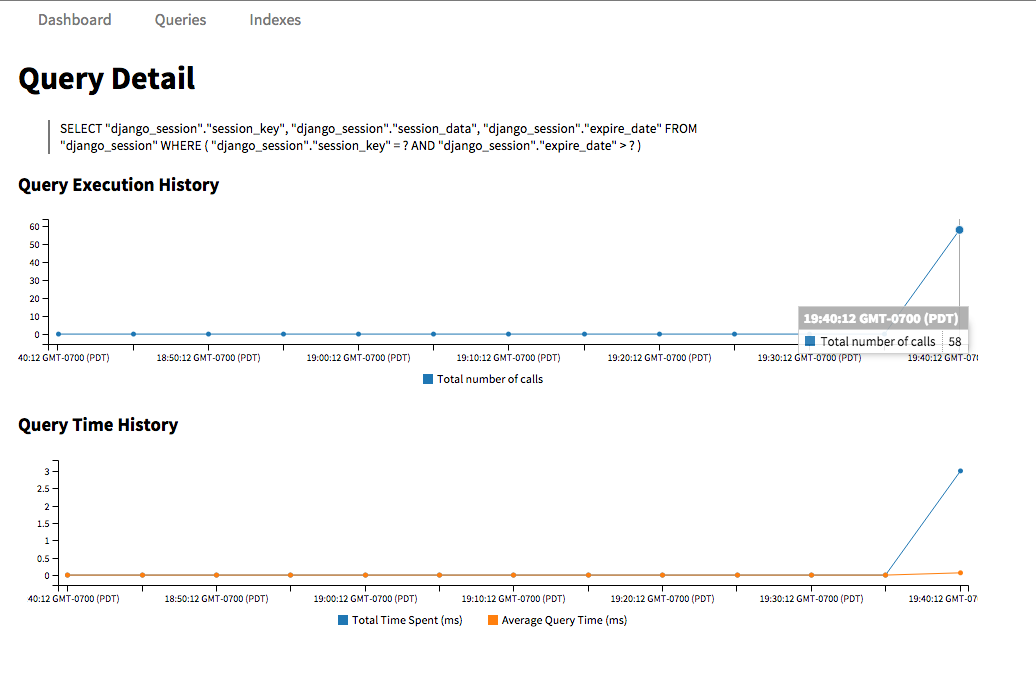 Dashboard Queries Indexes
Query Detail
SELECT "django_session"."session_key", "django_session"."session_data", "django_session"."expire_date" FROM
"django_session" WHERE ( "django_session"."session_key" = ? AND "django_session"."expire_date" > ? )
Query Execution History
60
50
40
30
20
10
0
19:40:12 GMT-0700 (PDT)
Total number of calls 58
40:12 GMT-0700 (PDT) 18:50:12 GMT-0700 (PDT) 19:00:12 GMT-0700 (PDT) 19:10:12 GMT-0700 (PDT) 19:20:12 GMT-0700 (PDT) 19:30:12 GMT-0700 (PDT) 19:40:12 GMT-07
Total number of calls
Query Time History
3
2.5
2
1.5
1
0.5
0
40:12 GMT-0700 (PDT) 18:50:12 GMT-0700 (PDT) 19:00:12 GMT-0700 (PDT) 19:10:12 GMT-0700 (PDT) 19:20:12 GMT-0700 (PDT) 19:30:12 GMT-0700 (PDT) 19:40:12 GMT-07
Total Time Spent (ms) Average Query Time (ms)